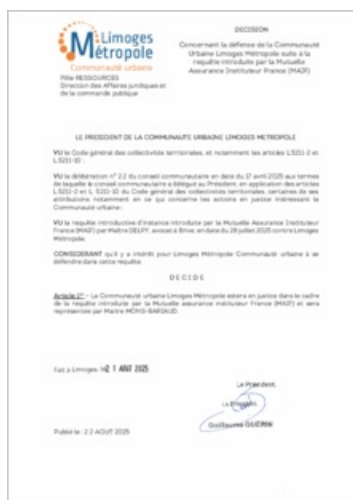 Limoges
Métropole
Communauté urbaine
Pôle RESSOURCES
Direction des Affaires juridiques et
de la commande publique
DECISION
Concernant la défense de la Communauté
Urbaine Limoges Métropole suite à la
requête introduite par la Mutuelle
Assurance Instituteur France (MAIF)
LE PRESIDENT DE LA COMMUNAUTE URBAINE LIMOGES METROPOLE
VU le Code général des collectivités territoriales, et notamment les articles L.5211-2 et
L.5211-10 ;
VU la délibération n° 2.2 du conseil communautaire en date du 17 avril 2025 aux termes
de laquelle le conseil communautaire a délégué au Président, en application des articles
L.5211-2 et L. 5211-10 du Code général des collectivités territoriales, certaines de ses
attributions notamment en ce qui concerne les actions en justice intéressant la
Communauté urbaine ;
VU la requête introductive d'instance introduite par la Mutuelle Assurance Instituteur
France (MAIF) par Maître DELPY, avocat à Brive, en date du 28 juillet 2025 contre Limoges
Métropole.
CONSIDERANT qu'il y a intérêt pour Limoges Métropole Communauté urbaine à se
défendre dans cette requête.
DECIDE
Article 1er – La Communauté urbaine Limoges Métropole estera en justice dans le cadre
de la requête introduite par la Mutuelle assurance instituteur France (MAIF) et sera
représentée par Maître MONS-BARIAUD.
Fait à Limoges, le 2 1 AOUT 2025
Le Président,
Guillaume GUERIN
Publié le : 2 2 AOUT 2025